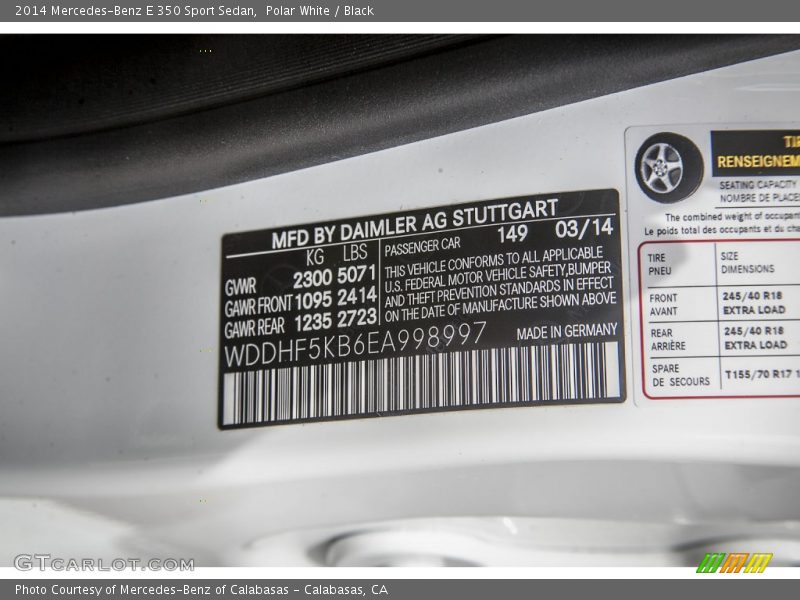 2014 Mercedes-Benz E 350 Sport Sedan, Polar White / Black
MFD BY DAIMLER AG STUTTGART
KG LBS
GWR 2300 5071
GAWR FRONT 1095 2414
GAWR REAR 1235 2723
PASSENGER CAR 149 03/14
THIS VEHICLE CONFORMS TO ALL APPLICABLE
U.S. FEDERAL MOTOR VEHICLE SAFETY,BUMPER
AND THEFT PREVENTION STANDARDS IN EFFECT
ON THE DATE OF MANUFACTURE SHOWN ABOVE
WDDHF5KB6EA998997 MADE IN GERMANY
RENSEIGNEM
SEATING CAPACITY
NOMBRE DE PLACE
The combined weight of occupan
Le poids total des occupants et du cha
TIRE SIZE
PNEU DIMENSIONS
FRONT 245/40 R18
AVANT EXTRA LOAD
REAR 245/40 R18
ARRIÈRE EXTRA LOAD
SPARE
DE SECOURS T155/70 R17
GTCARLOT.COM
Photo Courtesy of Mercedes-Benz of Calabasas - Calabasas, CA